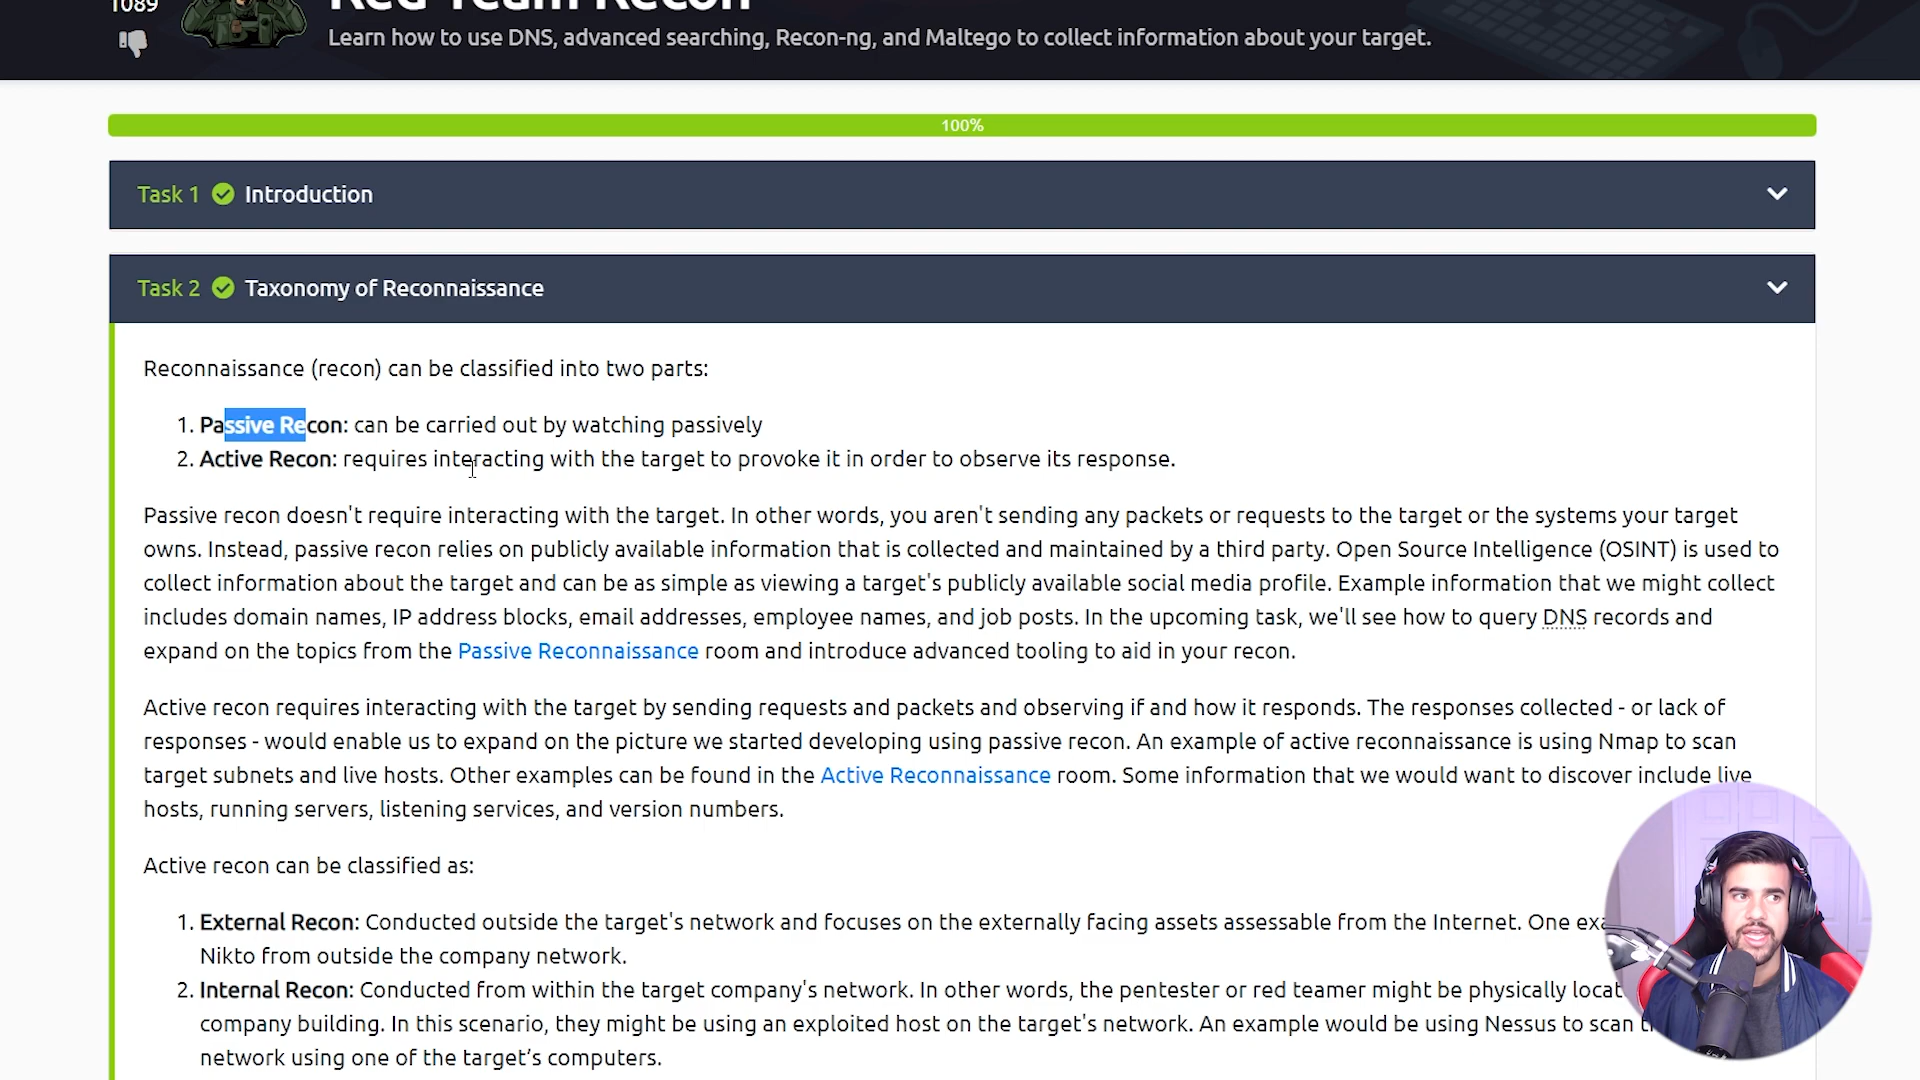 1089
Red Team Recon
Learn how to use DNS, advanced searching, Recon-ng, and Maltego to collect information about your target.
100%
Task 1 Introduction
Task 2 Taxonomy of Reconnaissance
Reconnaissance (recon) can be classified into two parts:
1. Passive Recon: can be carried out by watching passively
2. Active Recon: requires interacting with the target to provoke it in order to observe its response.
Passive recon doesn't require interacting with the target. In other words, you aren't sending any packets or requests to the target or the systems your target
owns. Instead, passive recon relies on publicly available information that is collected and maintained by a third party. Open Source Intelligence (OSINT) is used to
collect information about the target and can be as simple as viewing a target's publicly available social media profile. Example information that we might collect
includes domain names, IP address blocks, email addresses, employee names, and job posts. In the upcoming task, we'll see how to query DNS records and
expand on the topics from the Passive Reconnaissance room and introduce advanced tooling to aid in your recon.
Active recon requires interacting with the target by sending requests and packets and observing if and how it responds. The responses collected - or lack of
responses - would enable us to expand on the picture we started developing using passive recon. An example of active reconnaissance is using Nmap to scan
target subnets and live hosts. Other examples can be found in the Active Reconnaissance room. Some information that we would want to discover include live
hosts, running servers, listening services, and version numbers.
Active recon can be classified as:
1. External Recon: Conducted outside the target's network and focuses on the externally facing assets assessable from the Internet. One
Nikto from outside the company network.
2. Internal Recon: Conducted from within the target company's network. In other words, the pentester or red teamer might be physically
company building. In this scenario, they might be using an exploited host on the target's network. An example would be using Nessus to scan
network using one of the target’s computers.